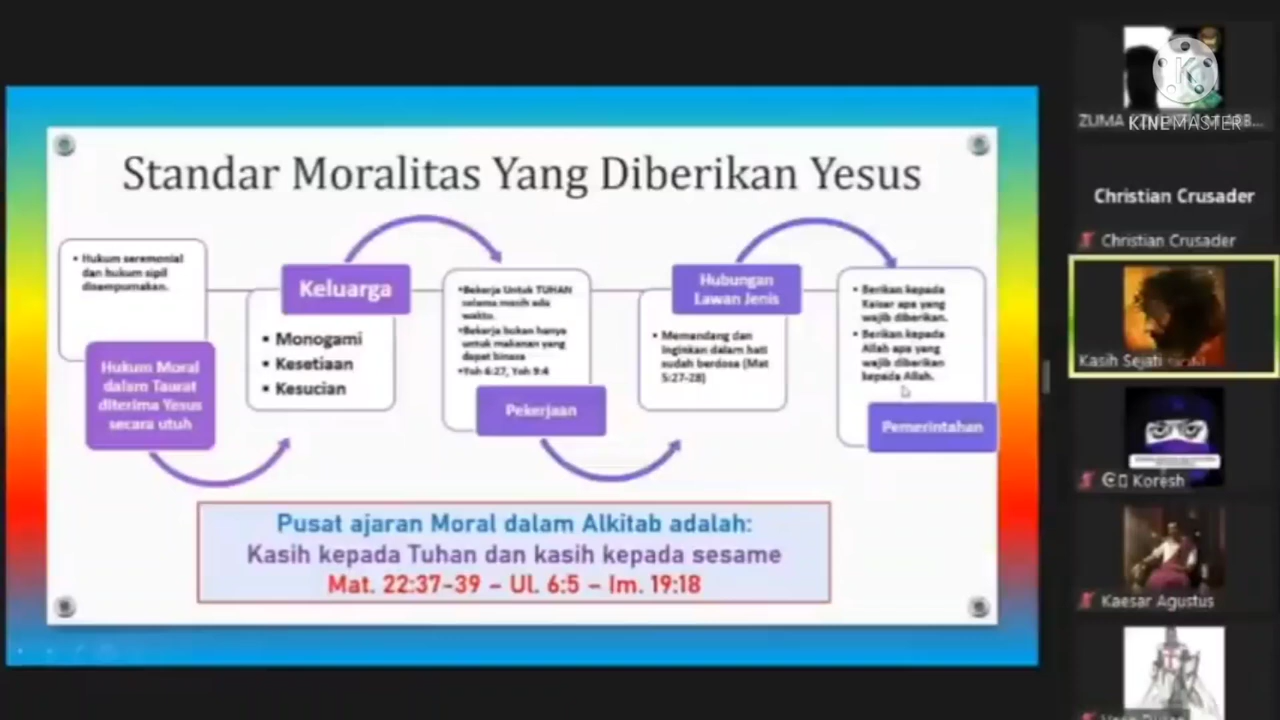 Standar Moralitas Yang Diberikan Yesus
• Hukum seremonial
dan hukum sipil
disempurnakan.
Hukum Moral
dalam Taurat
diterima Yesus
secara utuh
Keluarga
• Monogami
• Kesetiaan
• Kesucian
•Bekerja Untuk TUHAN
selama masih ada
waktu.
•Bekerja bukan hanya
untuk makanan yang
dapat binasa
•Yoh 6:27, Yoh 9:4
Pekerjaan
Hubungan
Lawan Jenis
• Memandang dan
inginkan dalam hati
sudah berdosa (Mat
5:27-28)
• Berikan kepada
Kaisar apa yang
wajib diberikan.
• Berikan kepada
Allah apa yang
wajib diberikan
kepada Allah.
Pemerintahan
Pusat ajaran Moral dalam Alkitab adalah:
Kasih kepada Tuhan dan kasih kepada sesame
Mat. 22:37-39 – Ul. 6:5 – Im. 19:18
ZUMA
KINEMASTER
Christian Crusader
Christian Crusader
Kasih Sejati
Koresh
Kaesar Agustus